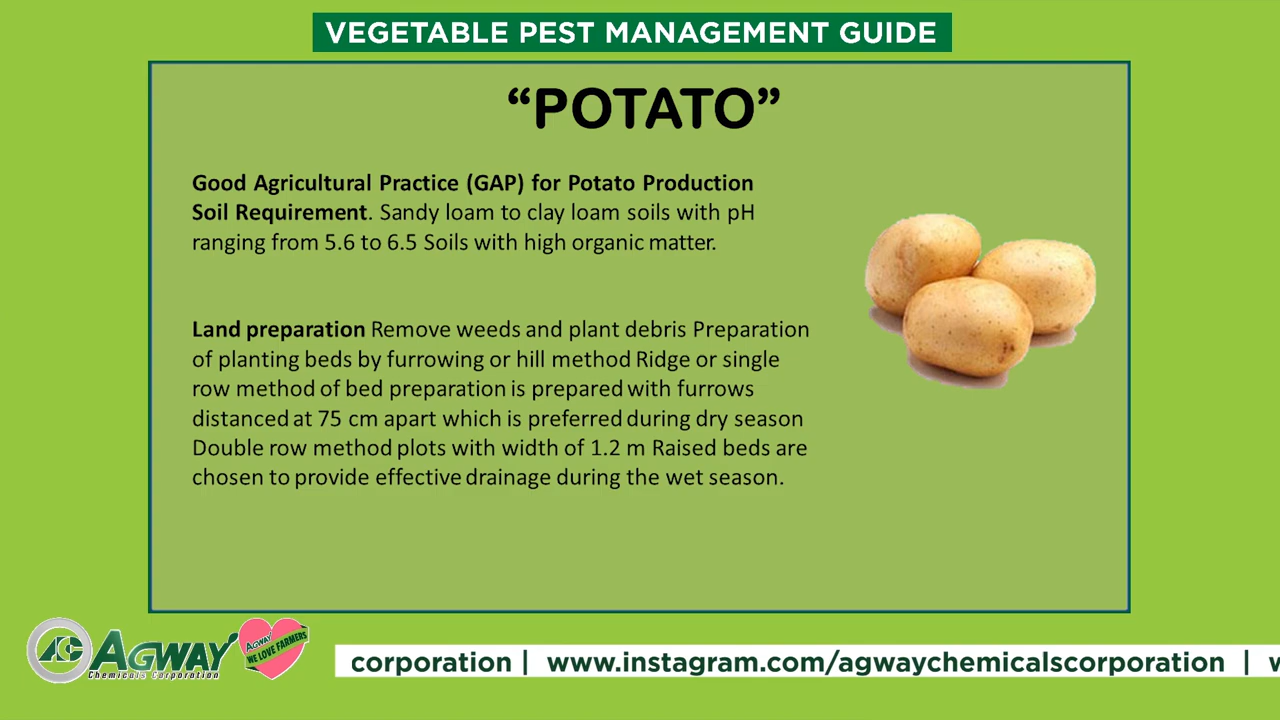 VEGETABLE PEST MANAGEMENT GUIDE
“POTATO”
Good Agricultural Practice (GAP) for Potato Production
Soil Requirement. Sandy loam to clay loam soils with pH
ranging from 5.6 to 6.5 Soils with high organic matter.
Land preparation Remove weeds and plant debris Preparation
of planting beds by furrowing or hill method Ridge or single
row method of bed preparation is prepared with furrows
distanced at 75 cm apart which is preferred during dry season
Double row method plots with width of 1.2 m Raised beds are
chosen to provide effective drainage during the wet season.
AC
AGWAY
Chemicals Corporation
AGWAY
WE LOVE FARMERS
corporation | www.instagram.com/agwaychemicalscorporation | w